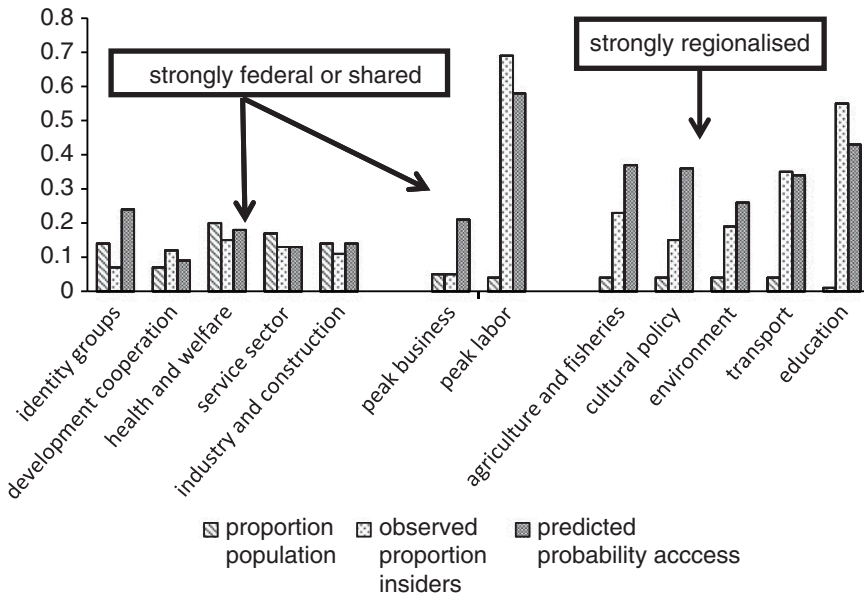 0.8
0.7
0.6
0.5
0.4
0.3
0.2
0.1
0
strongly federal or shared
strongly regionalised
identity groups
development cooperation
health and welfare
service sector
industry and construction
peak business
peak labor
agriculture and fisheries
cultural policy
environment
transport
education
proportion
population
observed
proportion
insiders
predicted
probability acccess